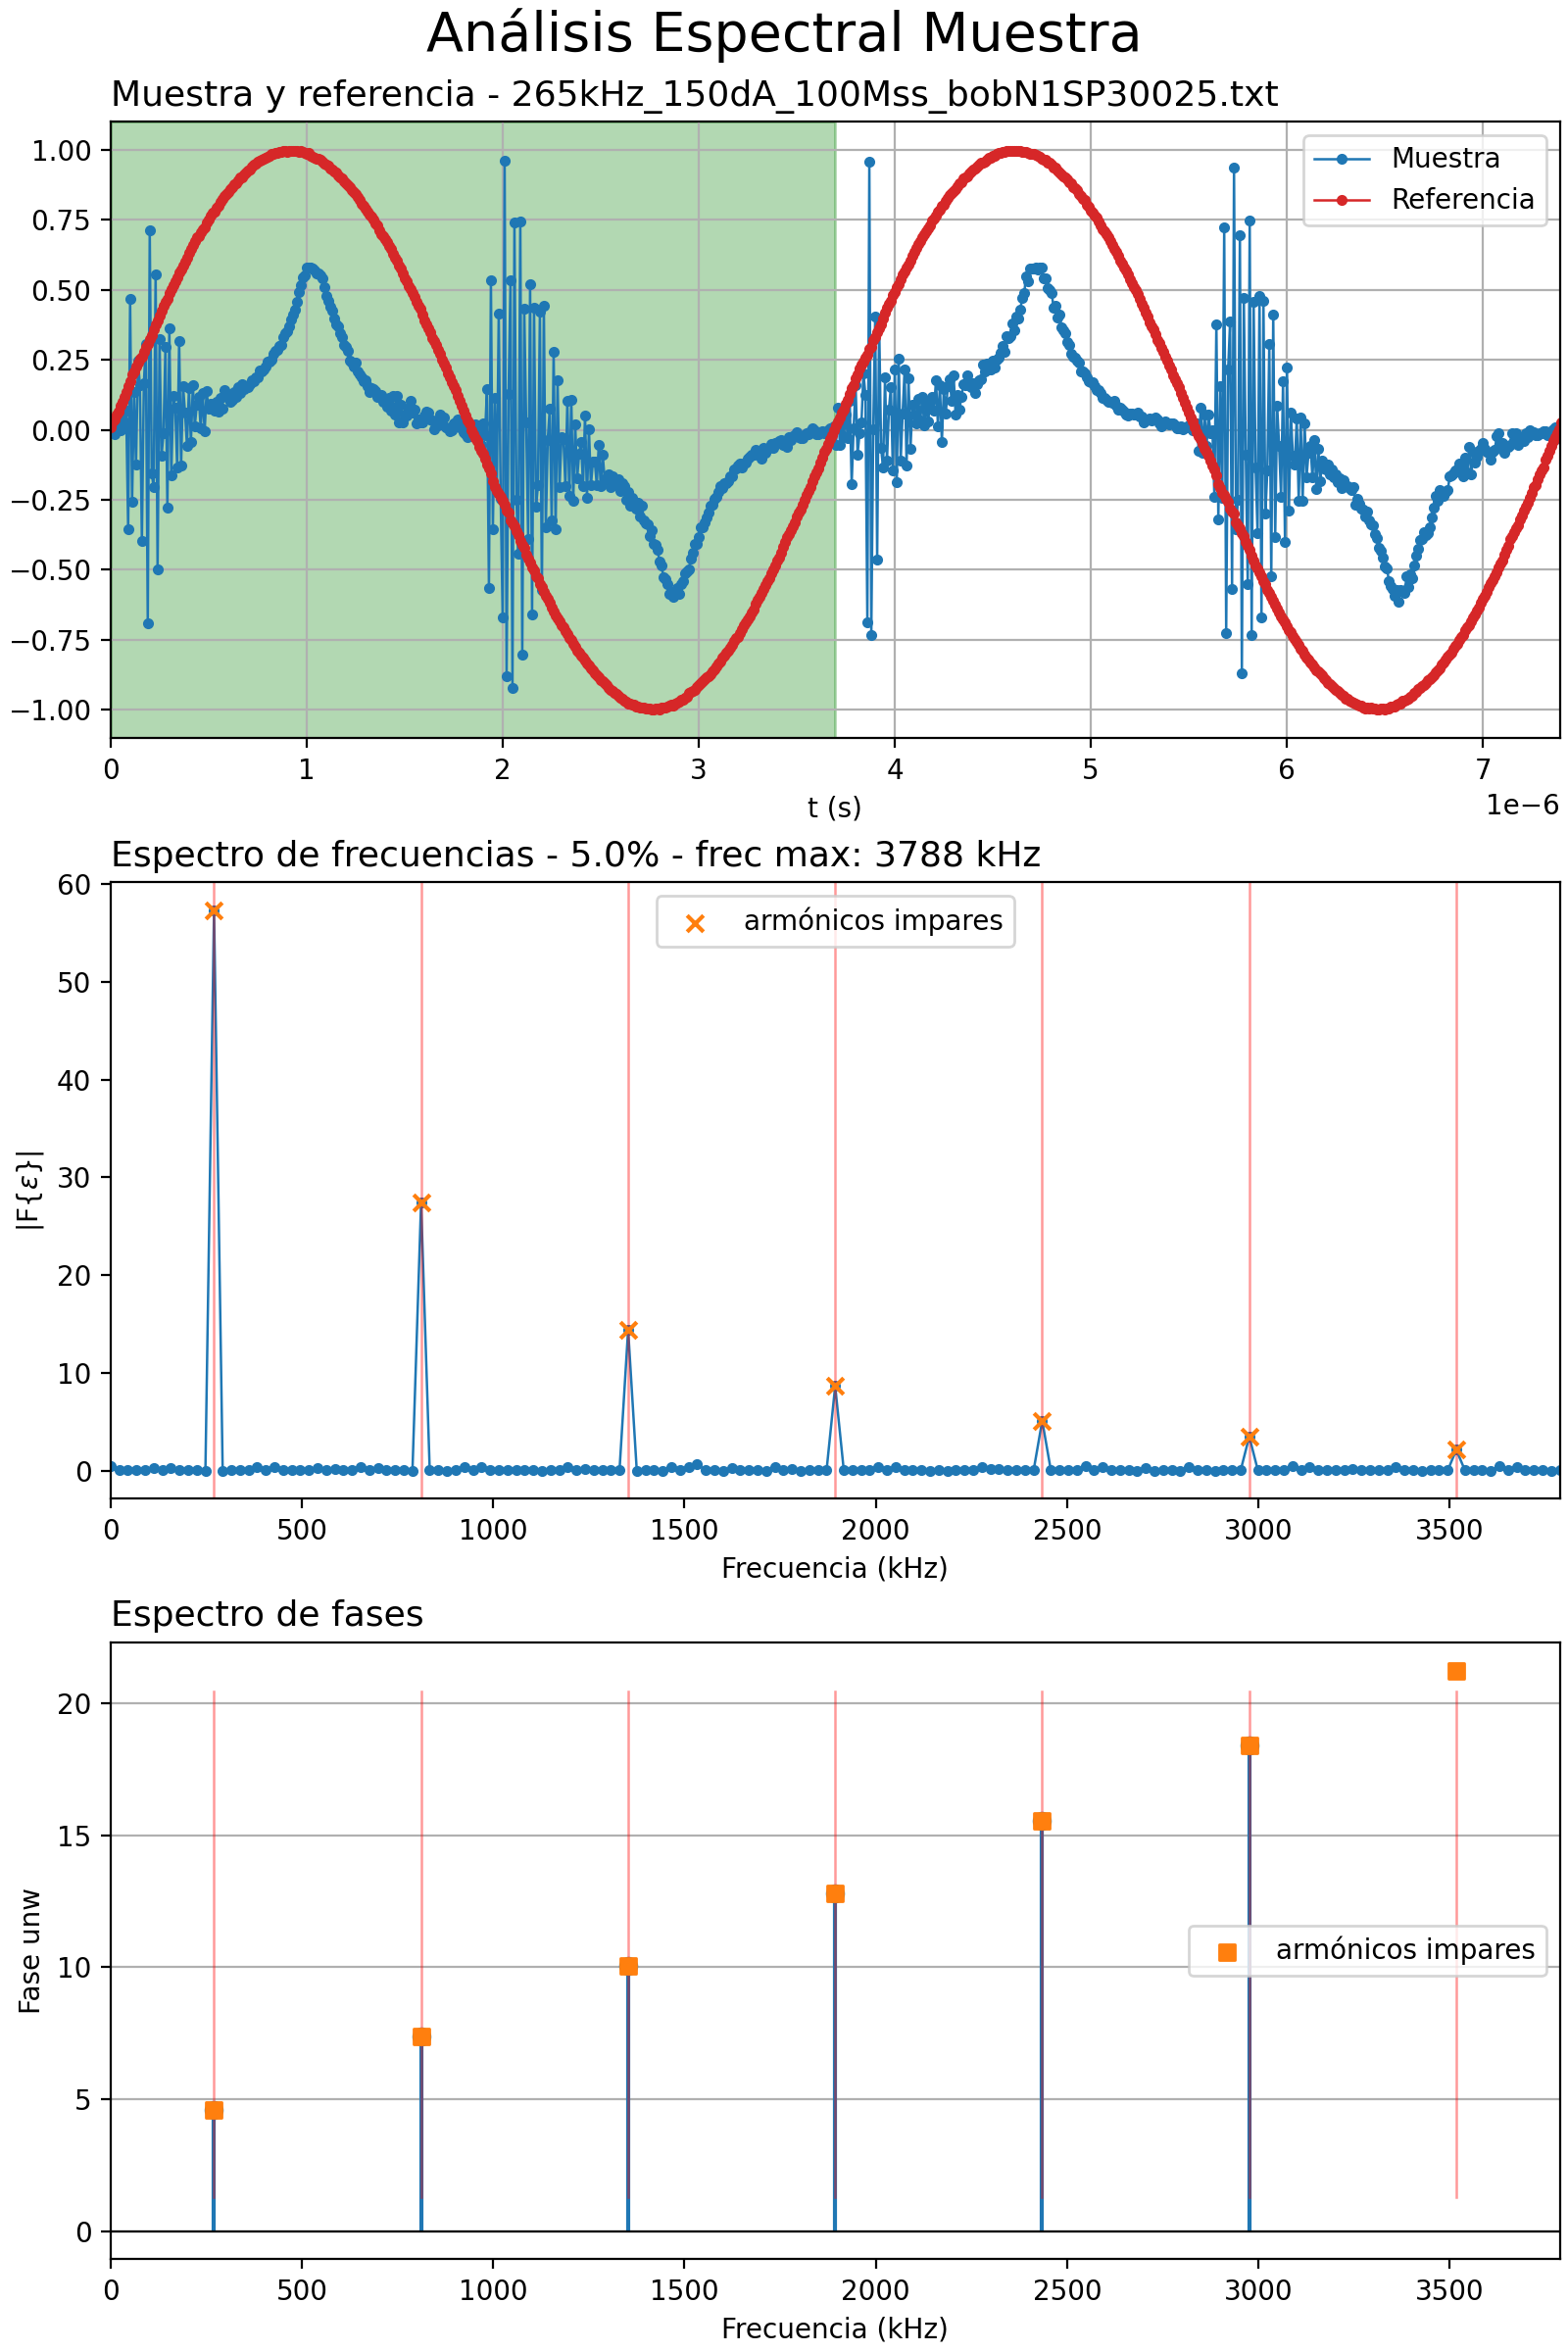 Análisis Espectral Muestra
Muestra y referencia - 265kHz_150dA_100Mss_bobN1SP30025.txt
1.00
0.75
0.50
0.25
0.00
−0.25
−0.50
−0.75
−1.00
Muestra
Referencia
0 1 2 3 4 5 6 7
t (s)
1e−6
Espectro de frecuencias - 5.0% - frec max: 3788 kHz
60
50
40
30
20
10
0
|F{ε}|
armónicos impares
0 500 1000 1500 2000 2500 3000 3500
Frecuencia (kHz)
Espectro de fases
20
15
10
5
0
Fase unw
armónicos impares
0 500 1000 1500 2000 2500 3000 3500
Frecuencia (kHz)